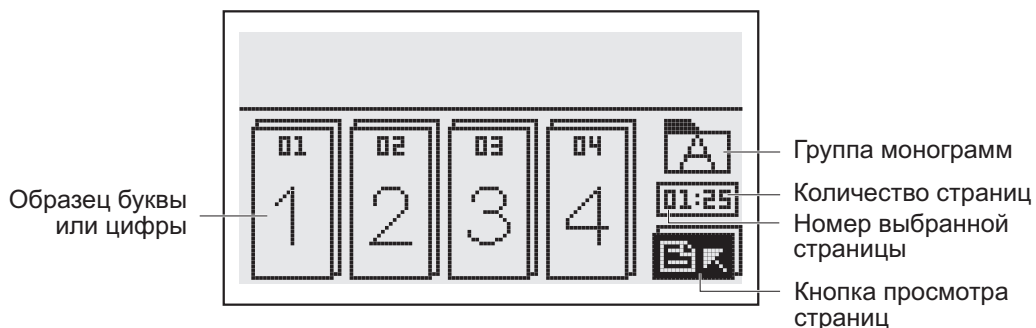 01
02
03
04
1
2
3
4
A
01:25
Образец буквы
или цифры
Группа монограмм
Количество страниц
Номер выбранной
страницы
Кнопка просмотра
страниц